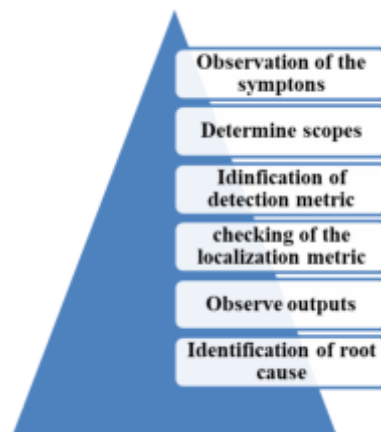 Observation of the
symptons
Determine scopes
Idinfication of
detection metric
checking of the
localization metric
Observe outputs
Identification of root
cause